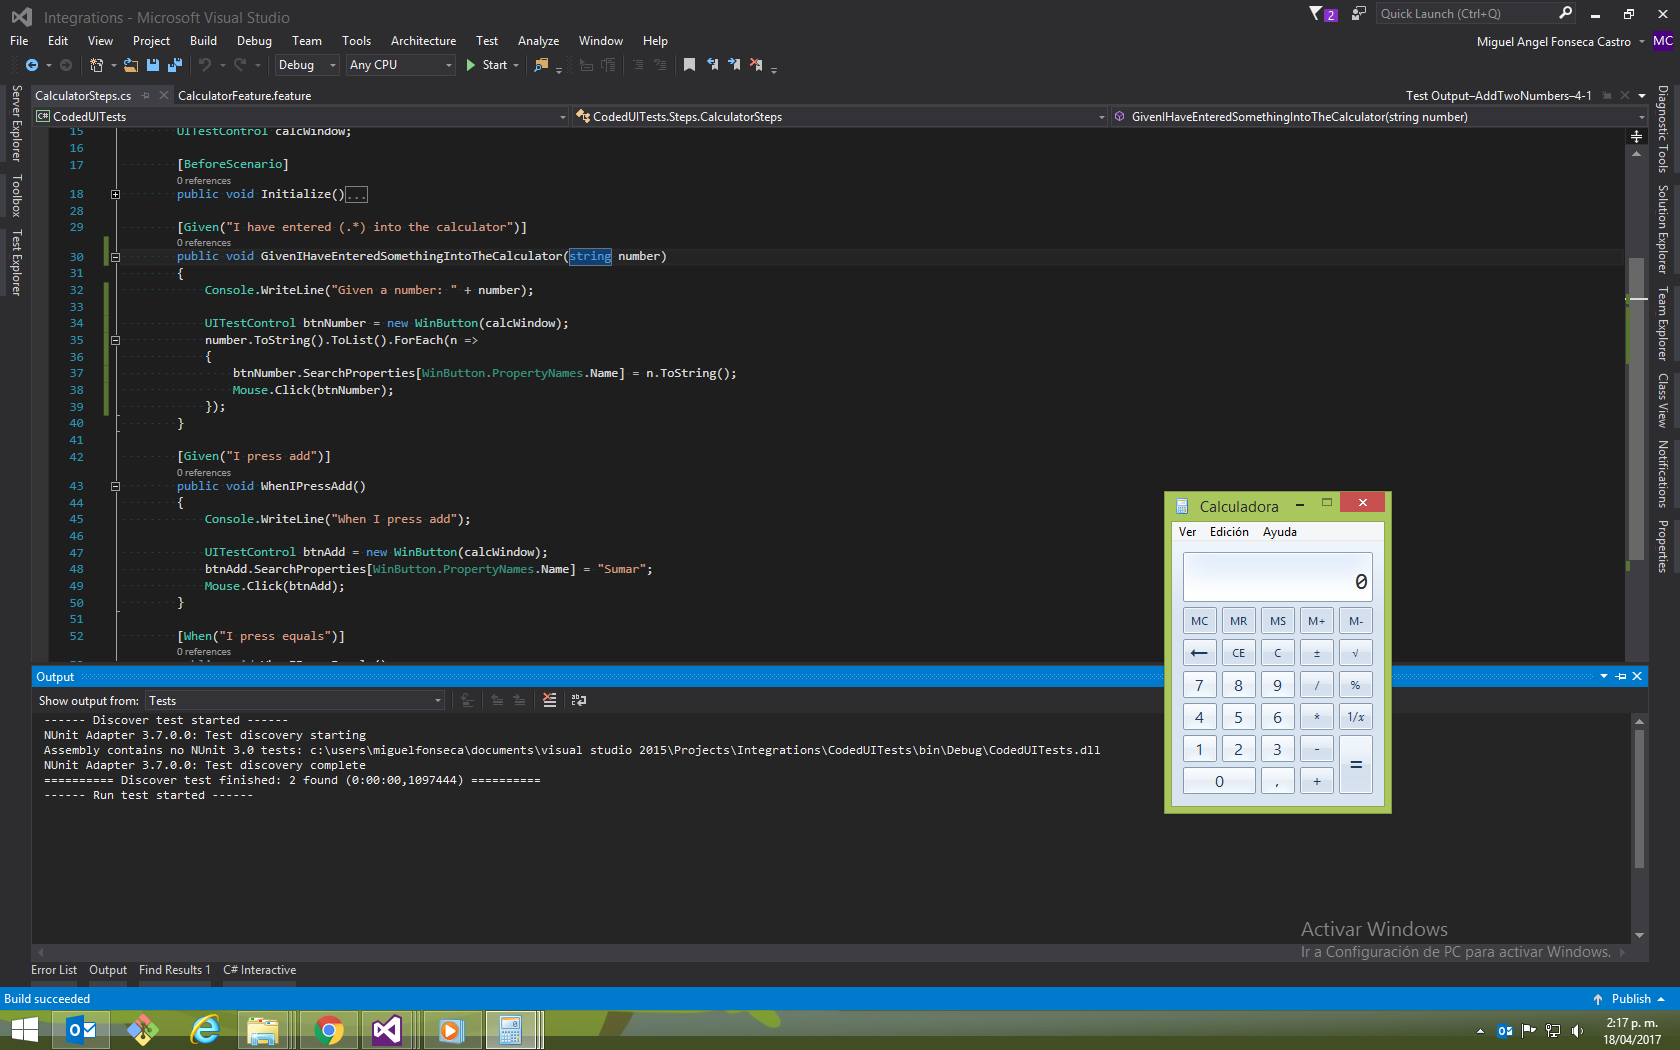 Integrations - Microsoft Visual Studio
2
Quick Launch (Ctrl+Q)
File Edit View Project Build Debug Team Tools Architecture Test Analyze Window Help
Miguel Angel Fonseca Castro MC
Debug Any CPU Start
CalculatorSteps.cs CalculatorFeature.feature
Test Output–AddTwoNumbers–4-1
C# CodedUITests
CodedUITests.Steps.CalculatorSteps
GivenIHaveEnteredSomethingIntoTheCalculator(string number)
Server Explorer
Toolbox
Test Explorer
15 UITestControl calcWindow;
16
17 [BeforeScenario]
0 references
18 public void Initialize()...
28
29 [Given("I have entered (.*) into the calculator")]
0 references
30 public void GivenIHaveEnteredSomethingIntoTheCalculator(string number)
31 {
32 Console.WriteLine("Given a number: " + number);
33
34 UITestControl btnNumber = new WinButton(calcWindow);
35 number.ToString().ToList().ForEach(n =>
36 {
37 btnNumber.SearchProperties[WinButton.PropertyNames.Name] = n.ToString();
38 Mouse.Click(btnNumber);
39 });
40 }
41
42 [Given("I press add")]
0 references
43 public void WhenIPressAdd()
44 {
45 Console.WriteLine("When I press add");
46
47 UITestControl btnAdd = new WinButton(calcWindow);
48 btnAdd.SearchProperties[WinButton.PropertyNames.Name] = "Sumar";
49 Mouse.Click(btnAdd);
50 }
51
52 [When("I press equals")]
0 references
Diagnostic Tools
Solution Explorer
Team Explorer
Class View
Notifications
Properties
Calculadora
Ver Edición Ayuda
0
MC MR MS M+ M-
← CE C ± √
7 8 9 / %
4 5 6 * 1/x
1 2 3 - =
0 , +
Output
Show output from: Tests
------ Discover test started ------
NUnit Adapter 3.7.0.0: Test discovery starting
Assembly contains no NUnit 3.0 tests: c:\users\miguelfonseca\documents\visual studio 2015\Projects\Integrations\CodedUITests\bin\Debug\CodedUITests.dll
NUnit Adapter 3.7.0.0: Test discovery complete
========== Discover test finished: 2 found (0:00:00,1097444) ==========
------ Run test started ------
Activar Windows
Ir a Configuración de PC para activar Windows.
Error List Output Find Results 1 C# Interactive
Build succeeded
Publish
2:17 p. m.
18/04/2017